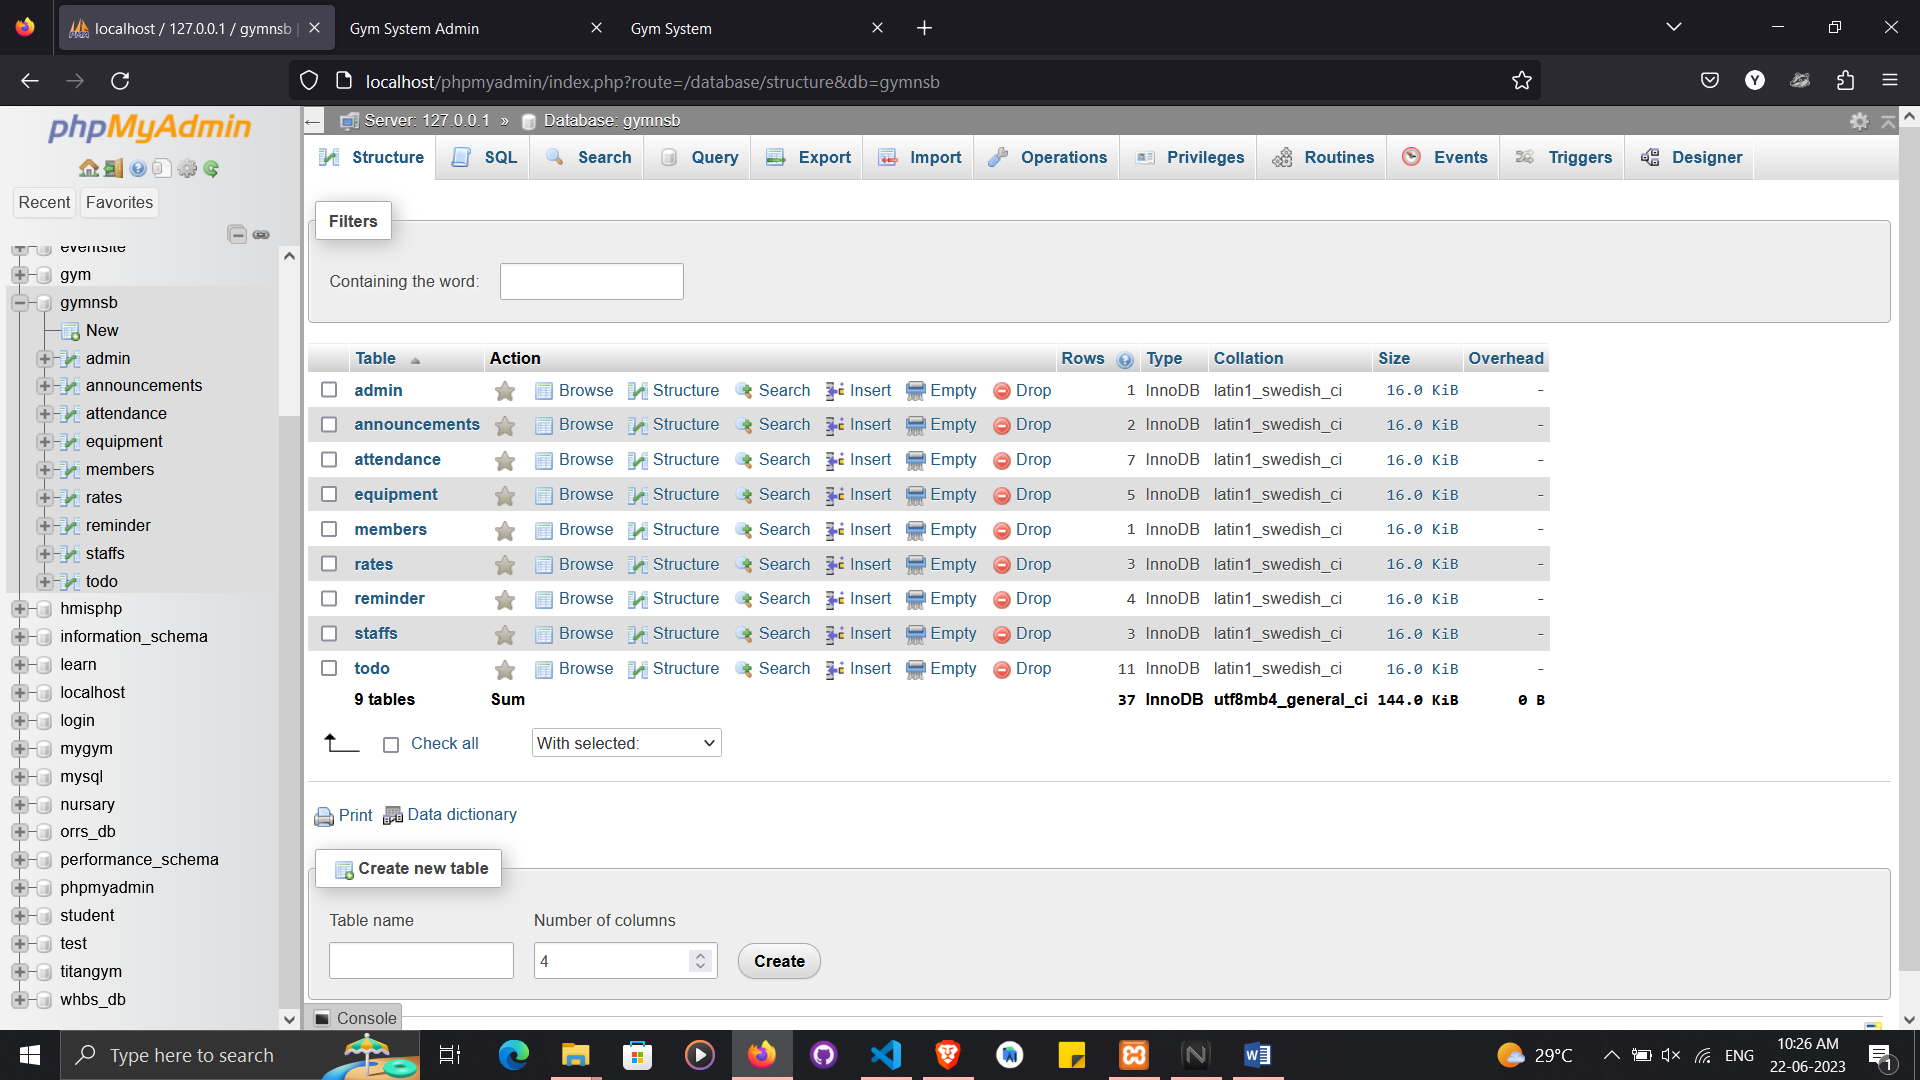 localhost / 127.0.0.1 / gymnsb |
Gym System Admin
Gym System
localhost/phpmyadmin/index.php?route=/database/structure&db=gymnsb
Y
phpMyAdmin
Recent
Favorites
eventsite
gym
gymnsb
New
admin
announcements
attendance
equipment
members
rates
reminder
staffs
todo
hmisphp
information_schema
learn
localhost
login
mygym
mysql
nursary
orrs_db
performance_schema
phpmyadmin
student
test
titangym
whbs_db
Server: 127.0.0.1 » Database: gymnsb
Structure SQL Search Query Export Import Operations Privileges Routines Events Triggers Designer
Filters
Containing the word:
Table Action Rows Type Collation Size Overhead
admin Browse Structure Search Insert Empty Drop 1 InnoDB latin1_swedish_ci 16.0 KiB -
announcements Browse Structure Search Insert Empty Drop 2 InnoDB latin1_swedish_ci 16.0 KiB -
attendance Browse Structure Search Insert Empty Drop 7 InnoDB latin1_swedish_ci 16.0 KiB -
equipment Browse Structure Search Insert Empty Drop 5 InnoDB latin1_swedish_ci 16.0 KiB -
members Browse Structure Search Insert Empty Drop 1 InnoDB latin1_swedish_ci 16.0 KiB -
rates Browse Structure Search Insert Empty Drop 3 InnoDB latin1_swedish_ci 16.0 KiB -
reminder Browse Structure Search Insert Empty Drop 4 InnoDB latin1_swedish_ci 16.0 KiB -
staffs Browse Structure Search Insert Empty Drop 3 InnoDB latin1_swedish_ci 16.0 KiB -
todo Browse Structure Search Insert Empty Drop 11 InnoDB latin1_swedish_ci 16.0 KiB -
9 tables Sum 37 InnoDB utf8mb4_general_ci 144.0 KiB 0 B
Check all With selected:
Print Data dictionary
Create new table
Table name Number of columns
4 Create
Console
Type here to search
29°C ENG
10:26 AM
22-06-2023
1